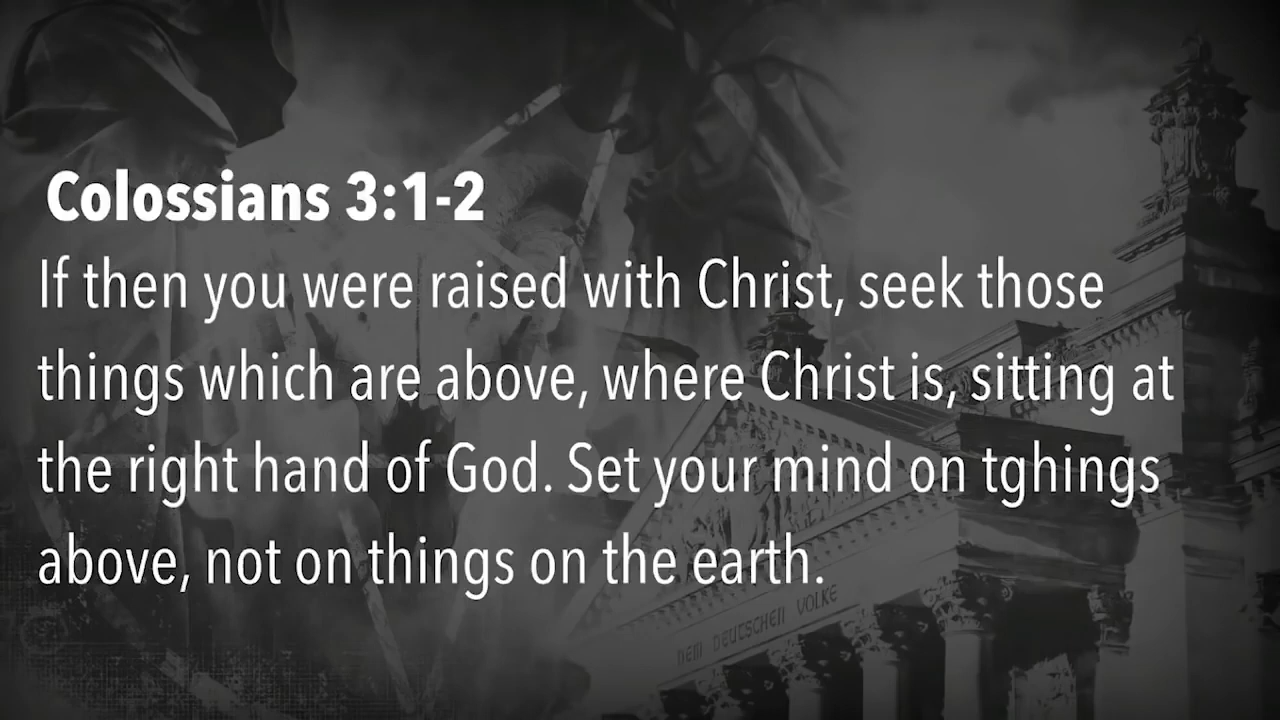 Colossians 3:1-2
If then you were raised with Christ, seek those
things which are above, where Christ is, sitting at
the right hand of God. Set your mind on tghings
above, not on things on the earth.
DEM DEUTSCHEN VOLKE